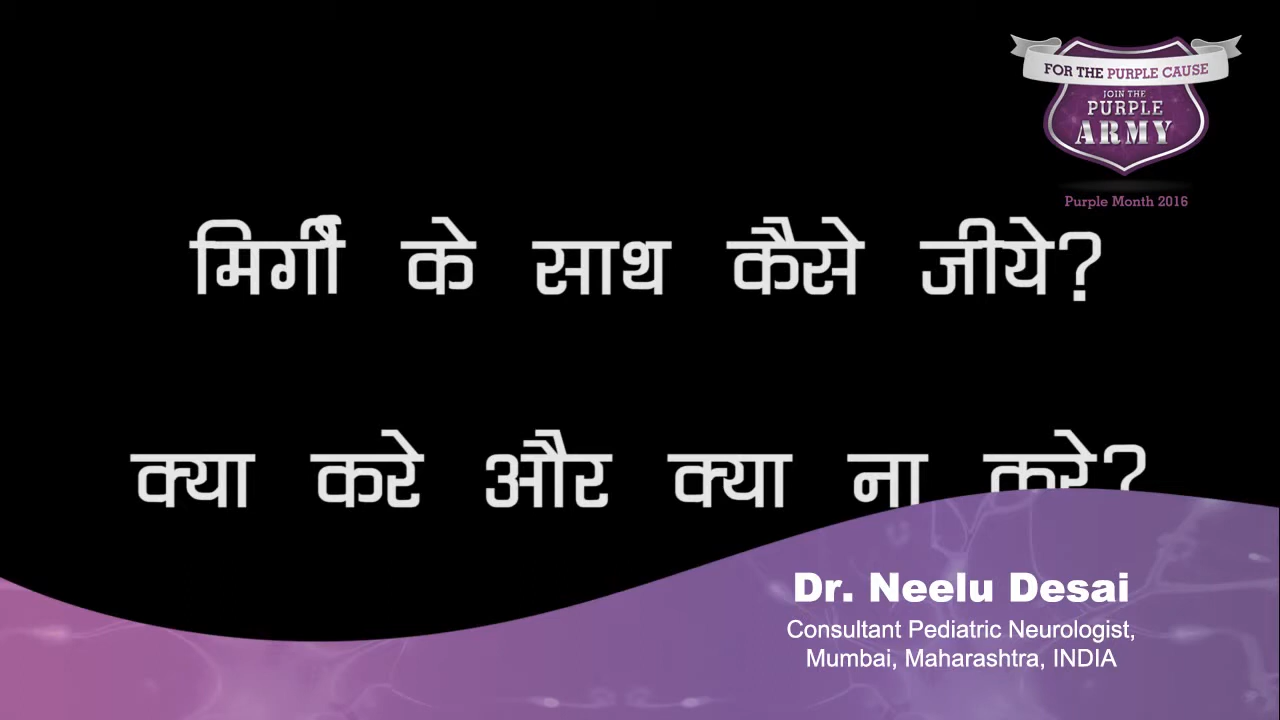 FOR THE PURPLE CAUSE
JOIN THE
PURPLE
ARMY
Purple Month 2016
मिर्गी के साथ कैसे जीये?
क्या करे और क्या ना करे?
Dr. Neelu Desai
Consultant Pediatric Neurologist,
Mumbai, Maharashtra, INDIA